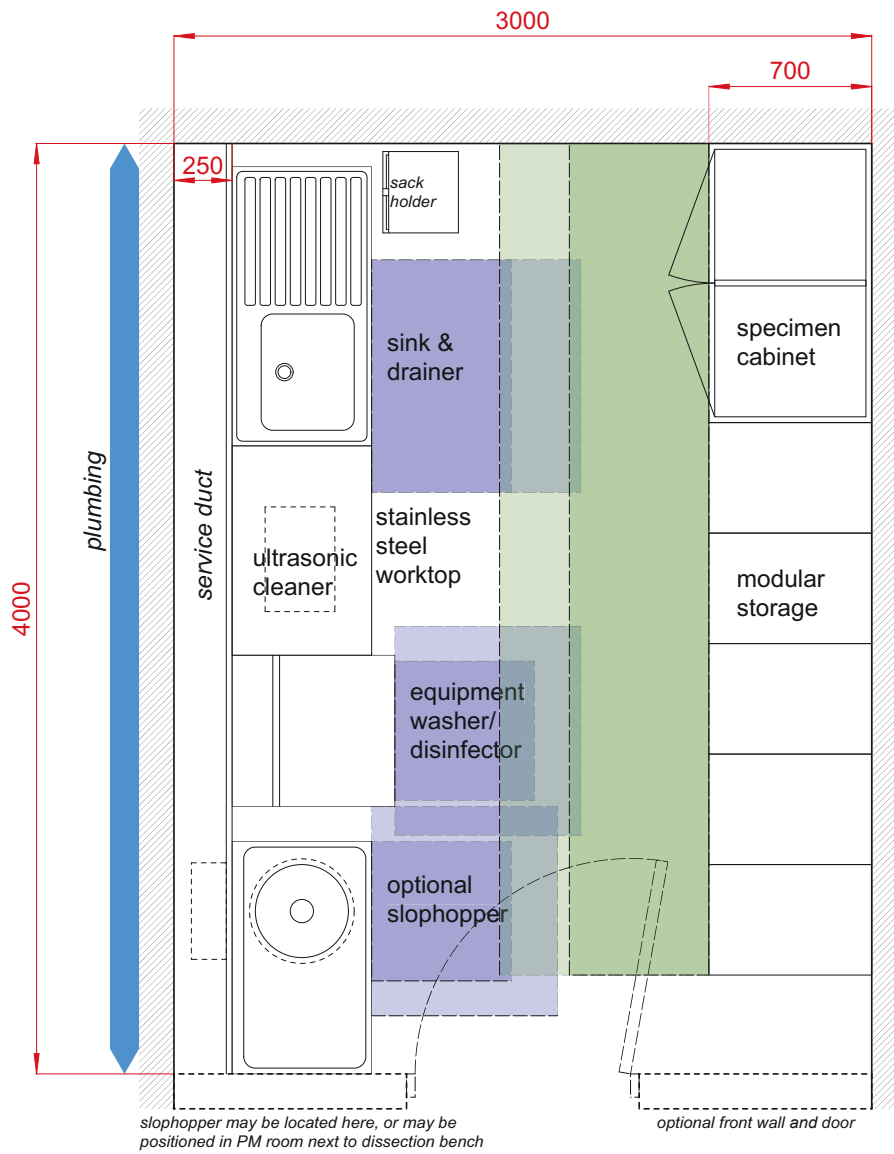 3000
700
250
sack
holder
sink &
drainer
specimen
cabinet
plumbing
service duct
4000
stainless
steel
worktop
ultrasonic
cleaner
modular
storage
equipment
washer/
disinfector
optional
slophopper
slophopper may be located here, or may be
positioned in PM room next to dissection bench
optional front wall and door